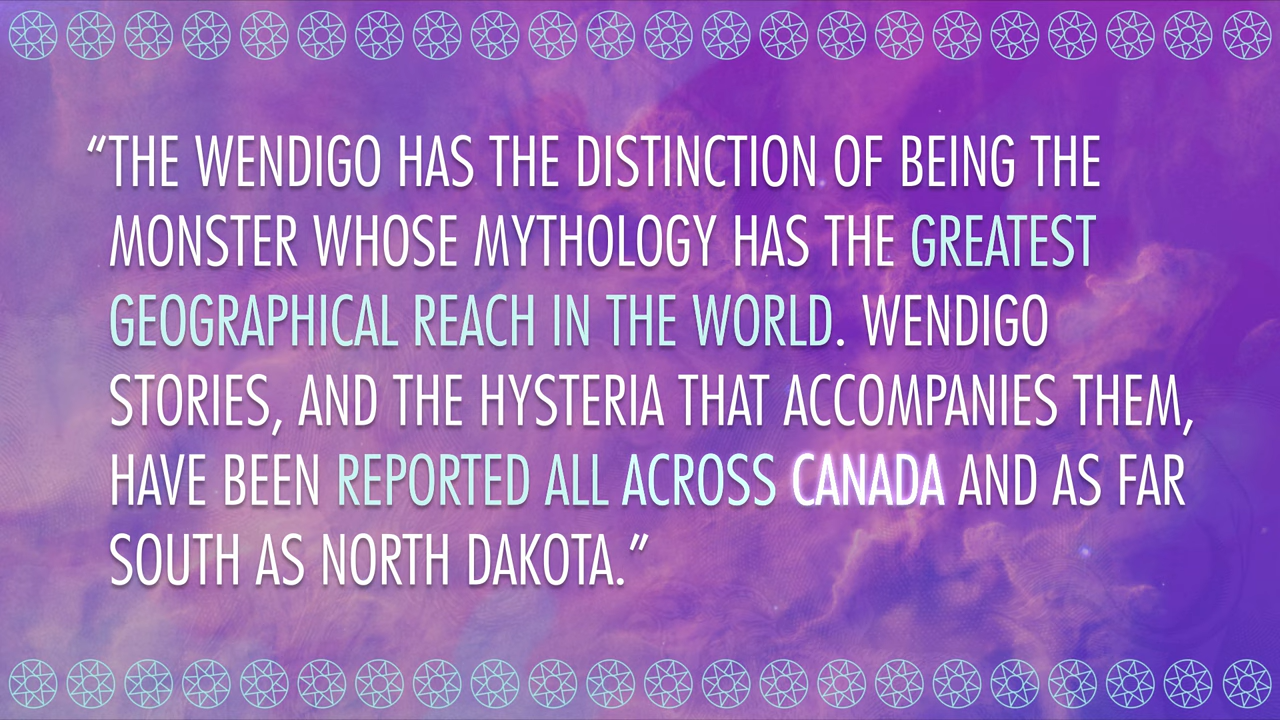 “THE WENDIGO HAS THE DISTINCTION OF BEING THE
MONSTER WHOSE MYTHOLOGY HAS THE GREATEST
GEOGRAPHICAL REACH IN THE WORLD. WENDIGO
STORIES, AND THE HYSTERIA THAT ACCOMPANIES THEM,
HAVE BEEN REPORTED ALL ACROSS CANADA AND AS FAR
SOUTH AS NORTH DAKOTA.”